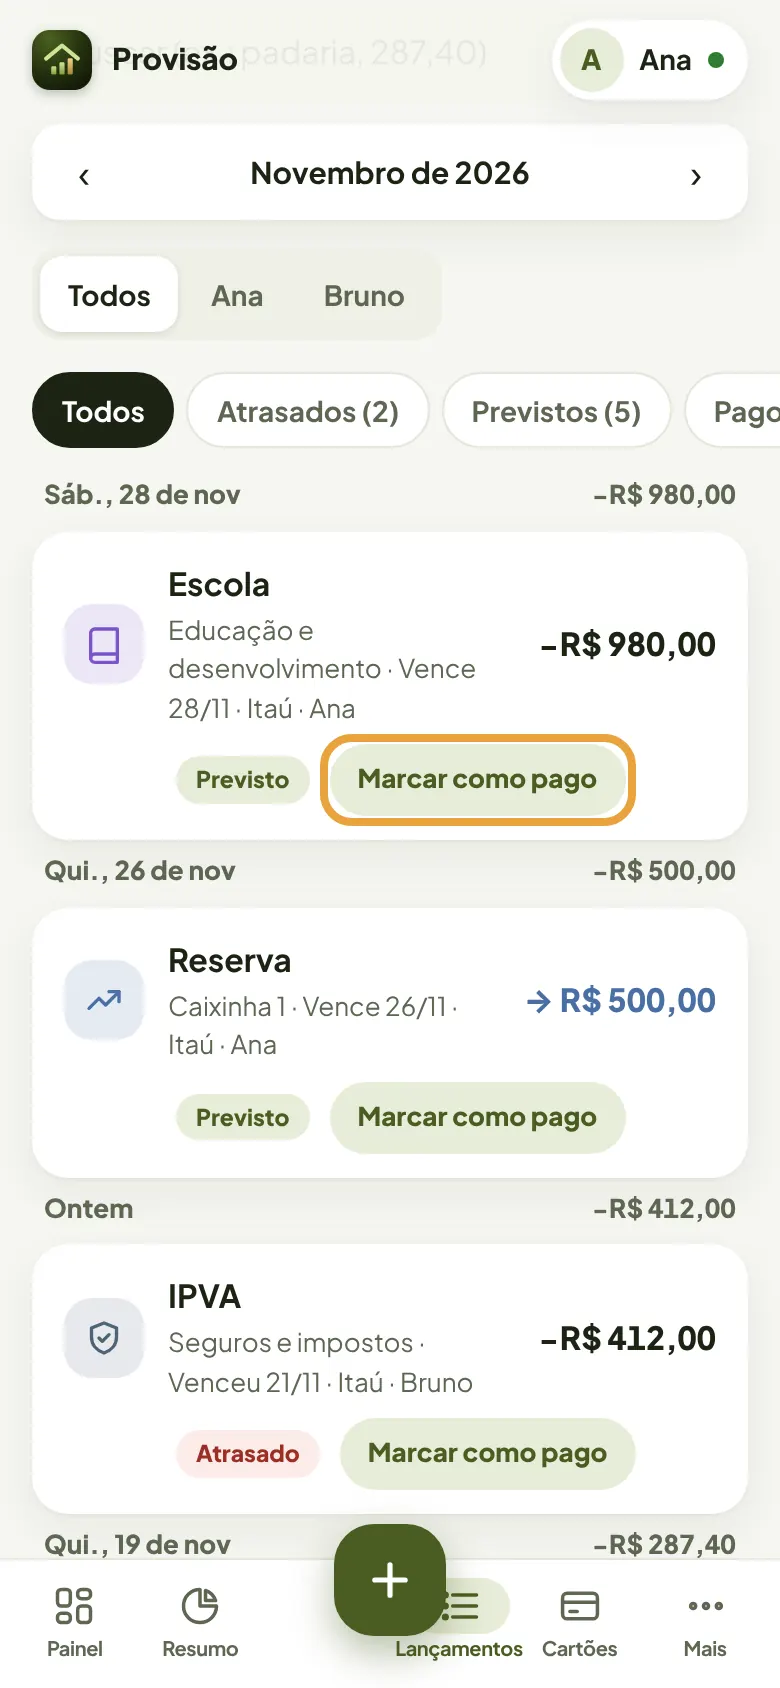 Provisão
padaria, 287,40)
A Ana
‹ Novembro de 2026 ›
Todos Ana Bruno
Todos Atrasados (2) Previstos (5) Pago
Sáb., 28 de nov −R$ 980,00
Escola
Educação e
desenvolvimento · Vence
28/11 · Itaú · Ana
−R$ 980,00
Previsto Marcar como pago
Qui., 26 de nov −R$ 500,00
Reserva
Caixinha 1 · Vence 26/11 ·
Itaú · Ana
→ R$ 500,00
Previsto Marcar como pago
Ontem −R$ 412,00
IPVA
Seguros e impostos ·
Venceu 21/11 · Itaú · Bruno
−R$ 412,00
Atrasado Marcar como pago
Qui., 19 de nov −R$ 287,40
+
Painel Resumo Lançamentos Cartões Mais